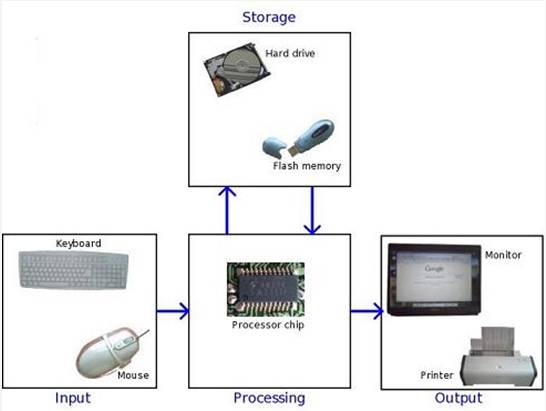 Storage
Hard drive
Flash memory
Keyboard
Mouse
Input
Processor chip
Processing
Monitor
Google
Printer
Output